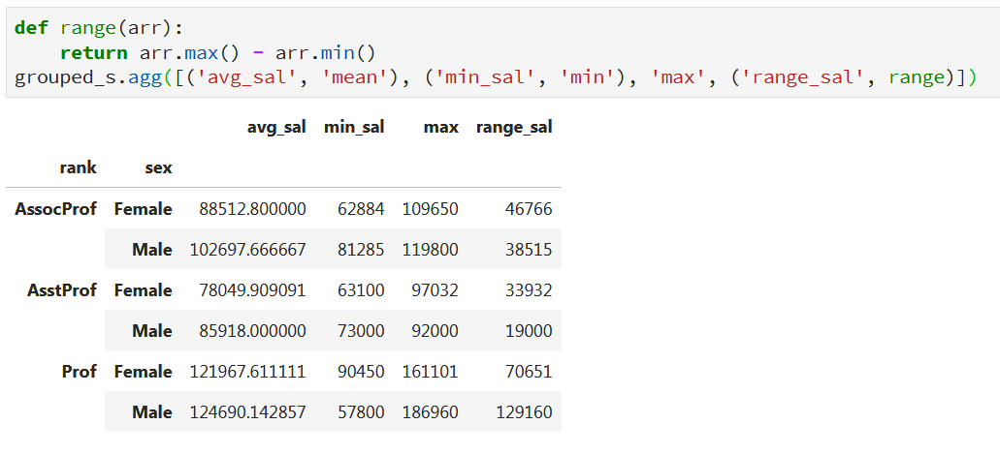 def range(arr):
    return arr.max() - arr.min()
grouped_s.agg([('avg_sal', 'mean'), ('min_sal', 'min'), 'max', ('range_sal', range)])
avg_sal min_sal max range_sal
rank sex
AssocProf Female 88512.800000 62884 109650 46766
Male 102697.666667 81285 119800 38515
AsstProf Female 78049.909091 63100 97032 33932
Male 85918.000000 73000 92000 19000
Prof Female 121967.611111 90450 161101 70651
Male 124690.142857 57800 186960 129160